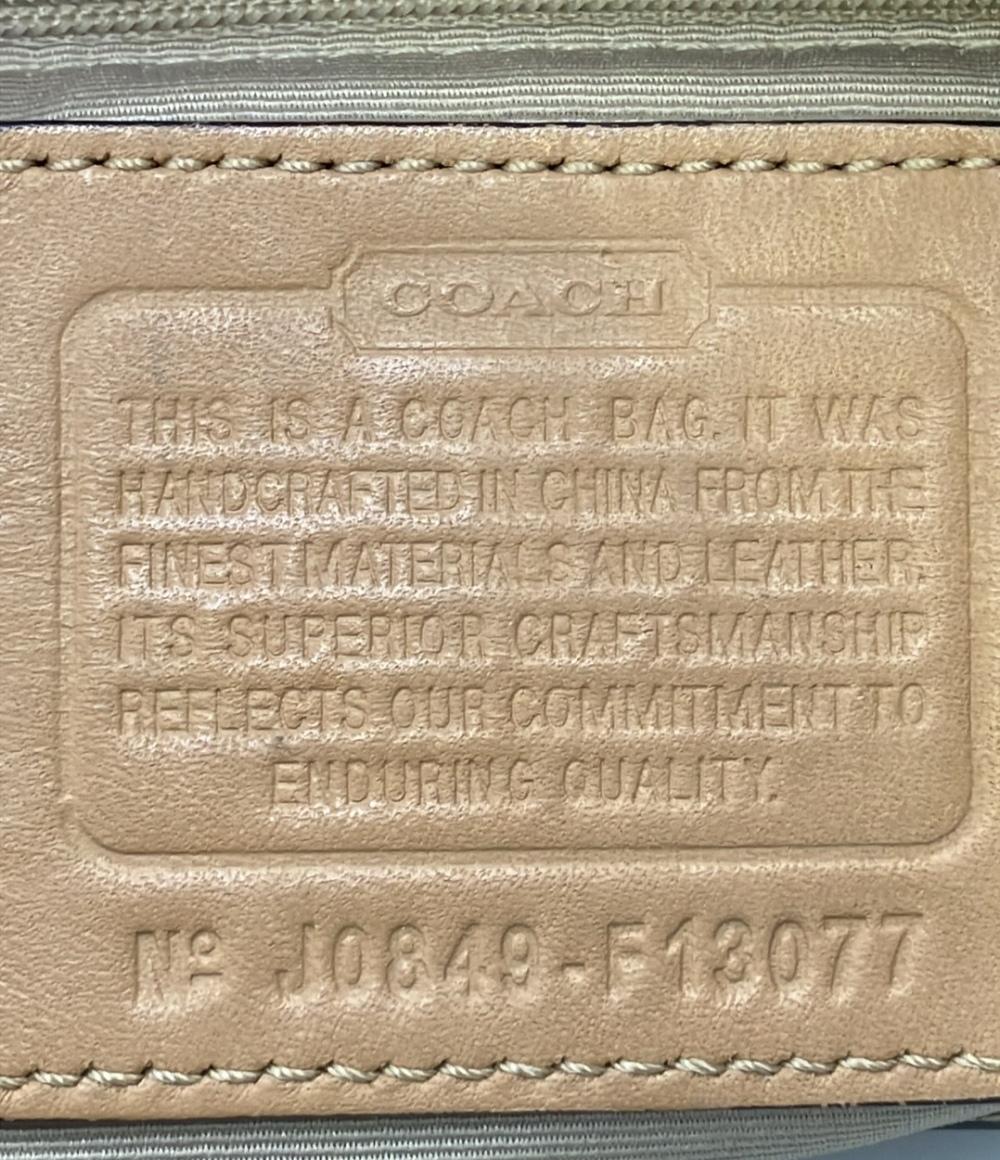 COACH
THIS IS A COACH BAG. IT WAS
HANDCRAFTED IN CHINA FROM THE
FINEST MATERIALS AND LEATHER.
ITS SUPERIOR CRAFTSMANSHIP
REFLECTS OUR COMMITMENT TO
ENDURING QUALITY.
Nº J0849-F13077